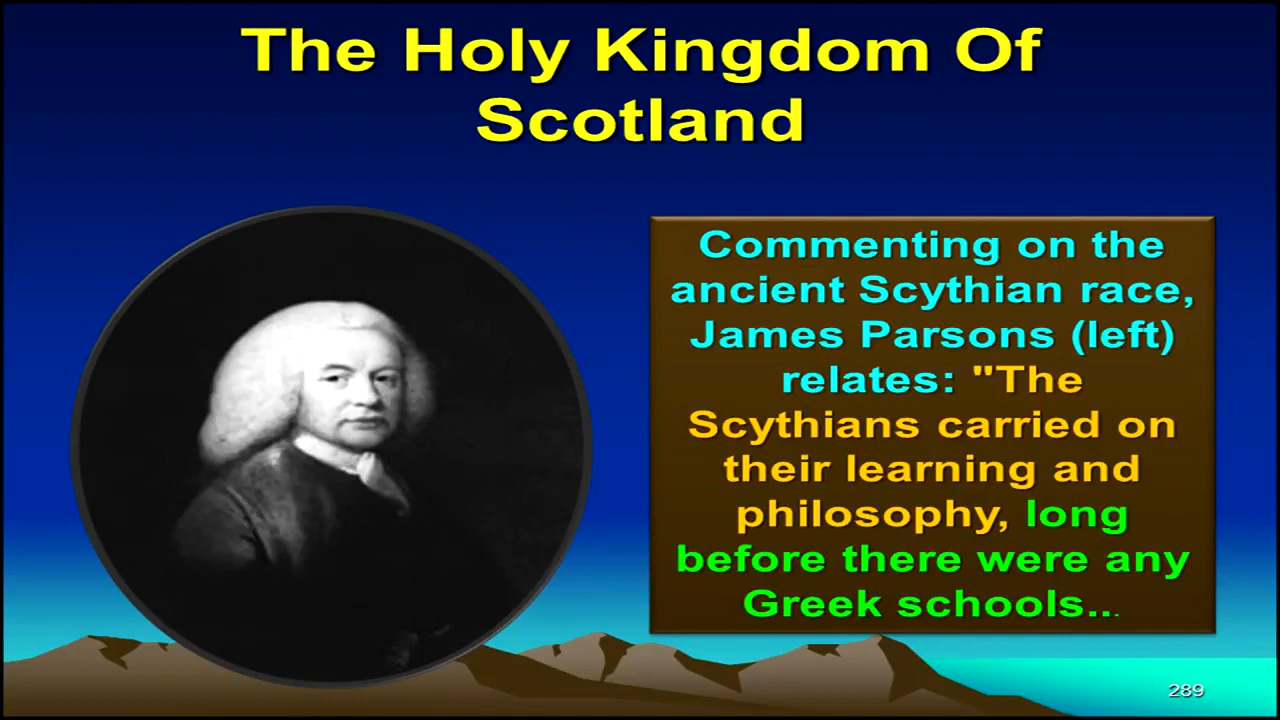 The Holy Kingdom Of
Scotland
Commenting on the
ancient Scythian race,
James Parsons (left)
relates: "The
Scythians carried on
their learning and
philosophy, long
before there were any
Greek schools...
289